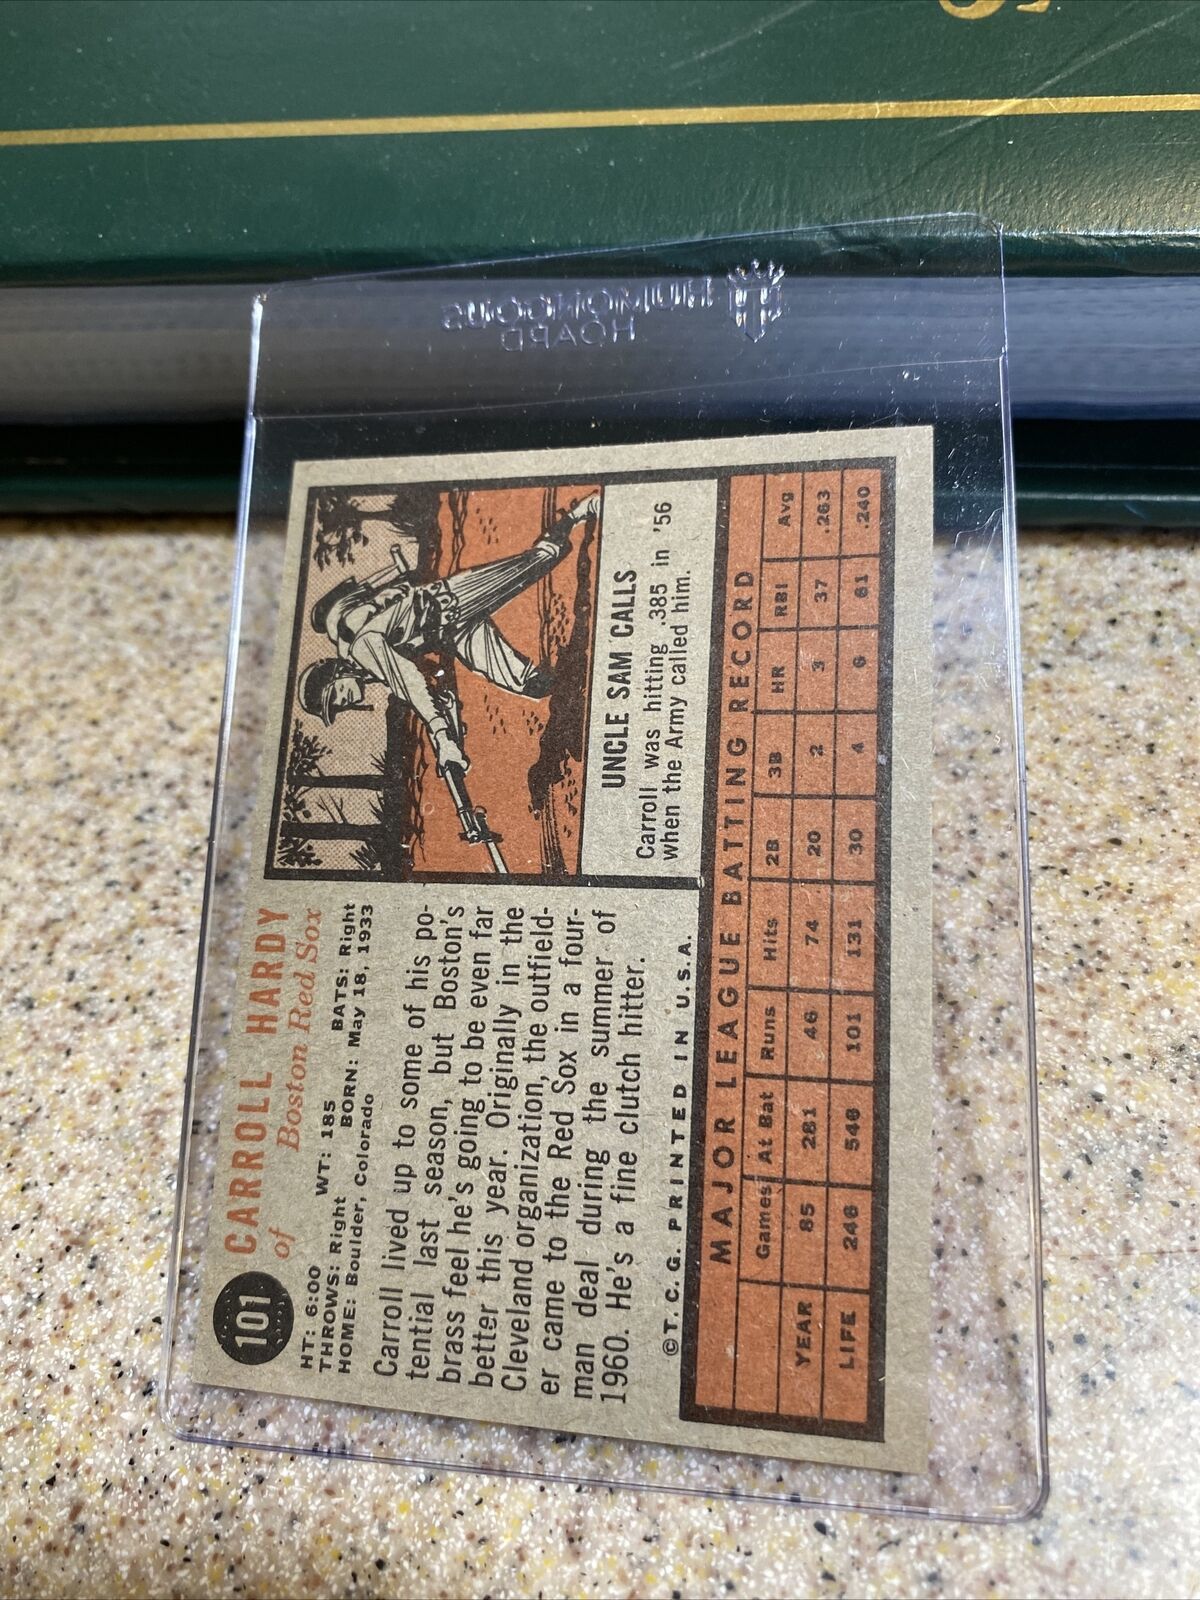 101
CARROLL HARDY
of Boston Red Sox
HT: 6:00 WT: 185
THROWS: Right BATS: Right
HOME: Boulder, Colorado BORN: May 18, 1933
Carroll lived up to some of his po-
tential last season, but Boston's
brass feel he's going to be even far
better this year. Originally in the
Cleveland organization, the outfield-
er came to the Red Sox in a four-
man deal during the summer of
1960. He's a fine clutch hitter.
©T. C. G. PRINTED IN U.S.A.
UNCLE SAM CALLS
Carroll was hitting .385 in '56
when the Army called him.
MAJOR LEAGUE BATTING RECORD
Games At Bat Runs Hits 2B 3B HR RBI Avg
YEAR 85 281 46 74 20 2 3 37 .263
LIFE 246 546 101 131 30 4 6 61 .240